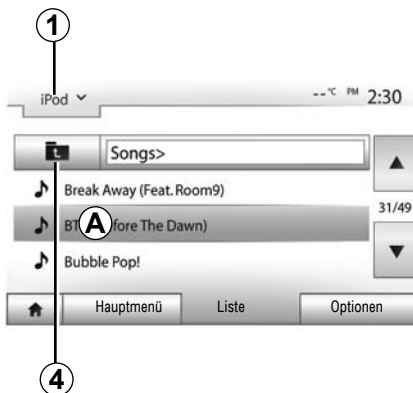 1
iPod
--°C PM 2:30
Songs>
Break Away (Feat. Room9)
31/49
A
fore The Dawn)
Bubble Pop!
Hauptmenü Liste Optionen
4